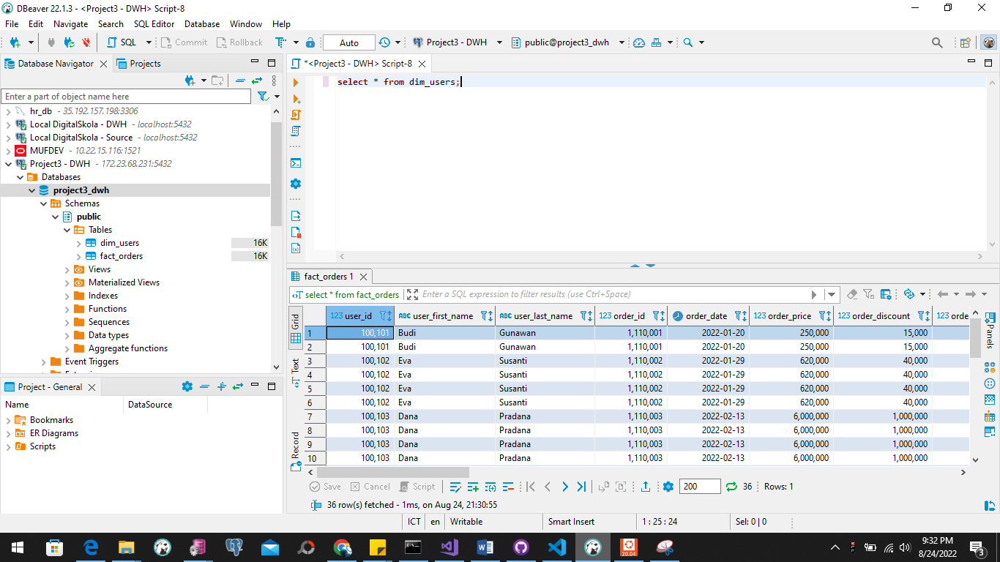 DBeaver 22.1.3 - <Project3 - DWH> Script-8
File Edit Navigate Search SQL Editor Database Window Help
SQL Commit Rollback Auto Project3 - DWH public@project3_dwh
Database Navigator Projects
Enter a part of object name here
hr_db - 35.192.157.198:3306
Local DigitalSkola - DWH - localhost:5432
Local DigitalSkola - Source - localhost:5432
MUFDEV - 10.22.15.116:1521
Project3 - DWH - 172.23.68.231:5432
Databases
project3_dwh
Schemas
public
Tables
dim_users 16K
fact_orders 16K
Views
Materialized Views
Indexes
Functions
Sequences
Data types
Aggregate functions
Event Triggers
Project - General
Name DataSource
Bookmarks
ER Diagrams
Scripts
*<Project3 - DWH> Script-8
select * from dim_users;
fact_orders 1
select * from fact_orders Enter a SQL expression to filter results (use Ctrl+Space)
Grid
Text
Record
Panels
123 user_id ABC user_first_name ABC user_last_name 123 order_id order_date 123 order_price 123 order_discount 123 orde
1 100,101 Budi Gunawan 1,110,001 2022-01-20 250,000 15,000
2 100,101 Budi Gunawan 1,110,001 2022-01-20 250,000 15,000
3 100,102 Eva Susanti 1,110,002 2022-01-29 620,000 40,000
4 100,102 Eva Susanti 1,110,002 2022-01-29 620,000 40,000
5 100,102 Eva Susanti 1,110,002 2022-01-29 620,000 40,000
6 100,102 Eva Susanti 1,110,002 2022-01-29 620,000 40,000
7 100,103 Dana Pradana 1,110,003 2022-02-13 6,000,000 1,000,000
8 100,103 Dana Pradana 1,110,003 2022-02-13 6,000,000 1,000,000
9 100,103 Dana Pradana 1,110,003 2022-02-13 6,000,000 1,000,000
10 100,103 Dana Pradana 1,110,003 2022-02-13 6,000,000 1,000,000
Save Cancel Script 200 36 Rows: 1
36 row(s) fetched - 1ms, on Aug 24, 21:30:55
ICT en Writable Smart Insert 1 : 25 : 24 Sel: 0 | 0
20.04
9:32 PM
8/24/2022
3